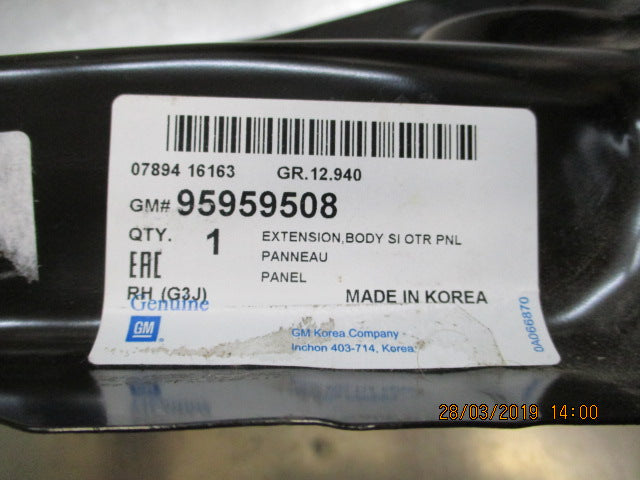 07894 16163 GR.12.940
GM# 95959508
QTY. 1 EXTENSION,BODY SI OTR PNL
PANNEAU
EAC PANEL
RH (G3J) MADE IN KOREA
Genuine
GM GM Korea Company
Inchon 403-714, Korea
0A066870
28/03/2019 14:00